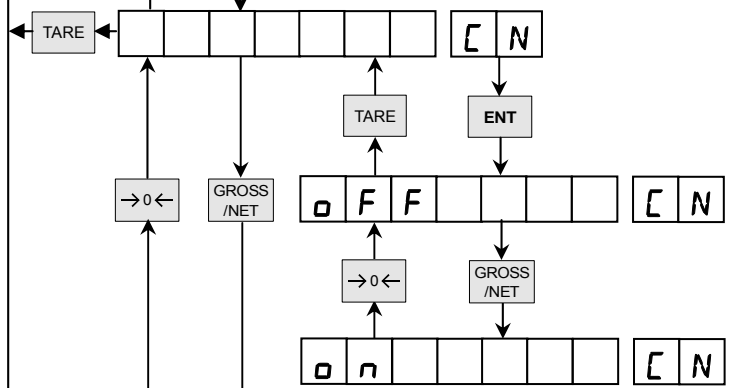 TARE
C N
TARE
ENT
→0←
GROSS
/NET
o F F
C N
→0←
GROSS
/NET
o n
C N